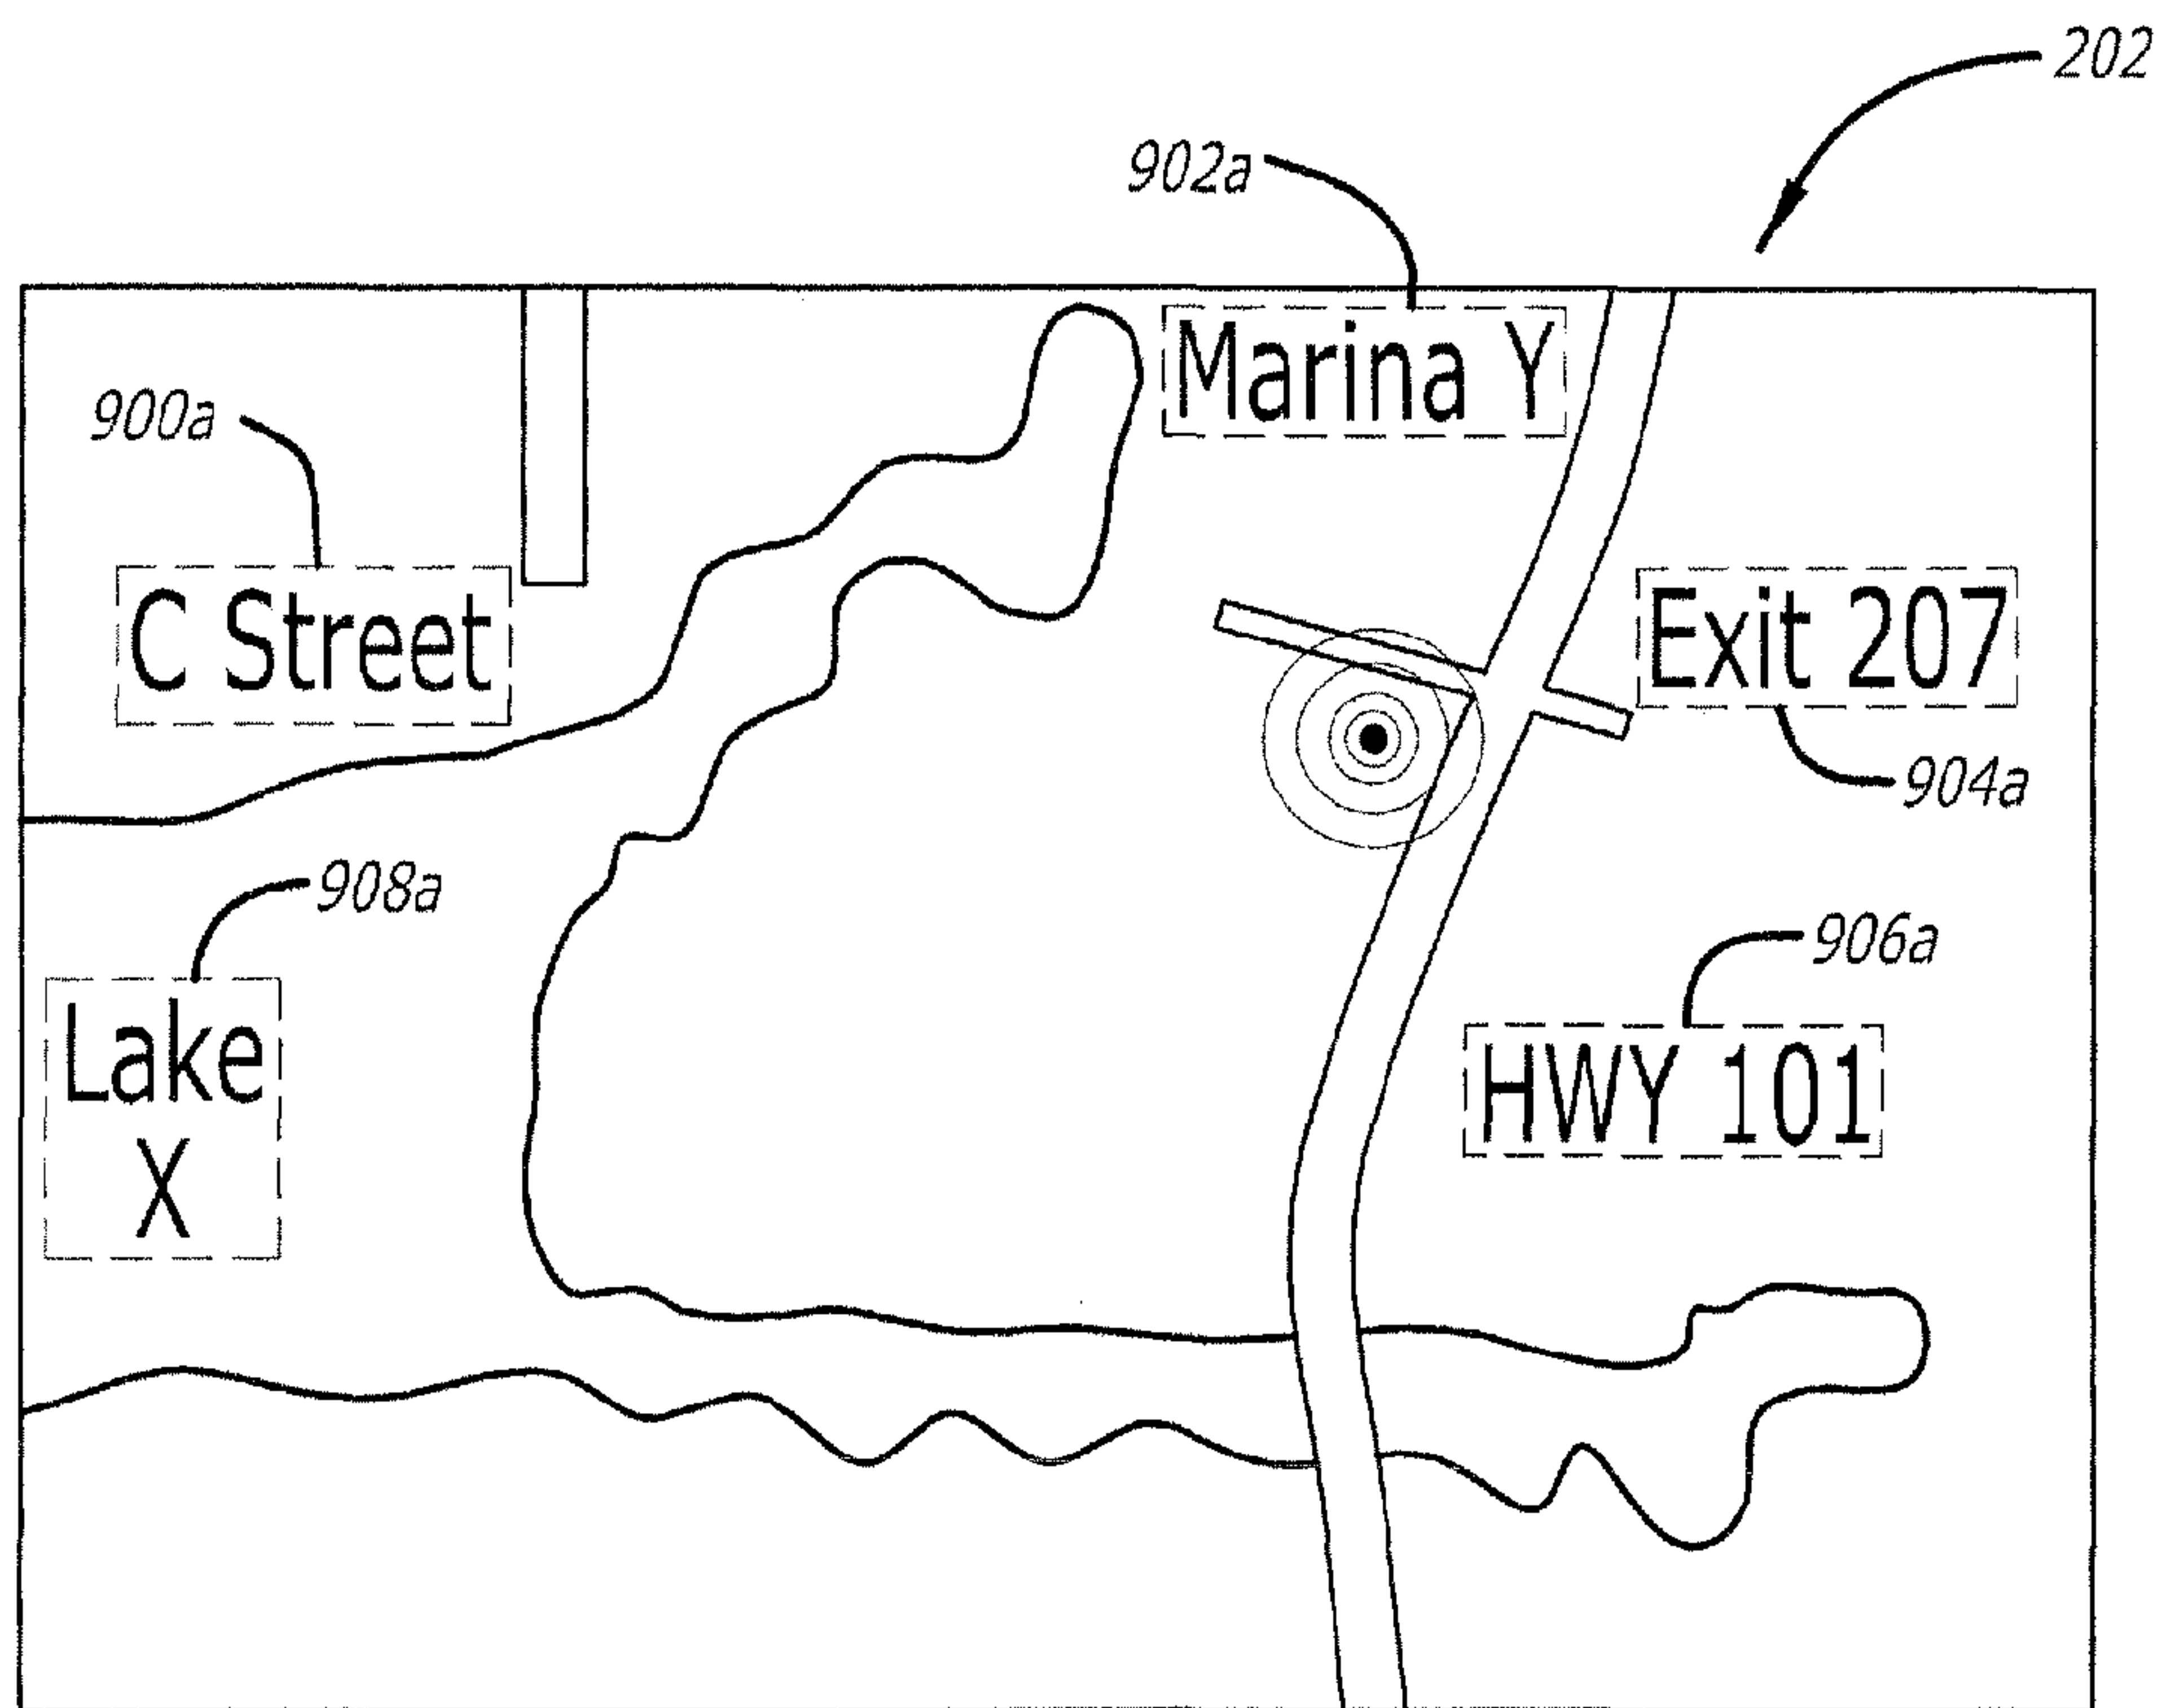 202
902a
Marina Y
900a
C Street
Exit 207
904a
908a
906a
Lake
X
HWY 101